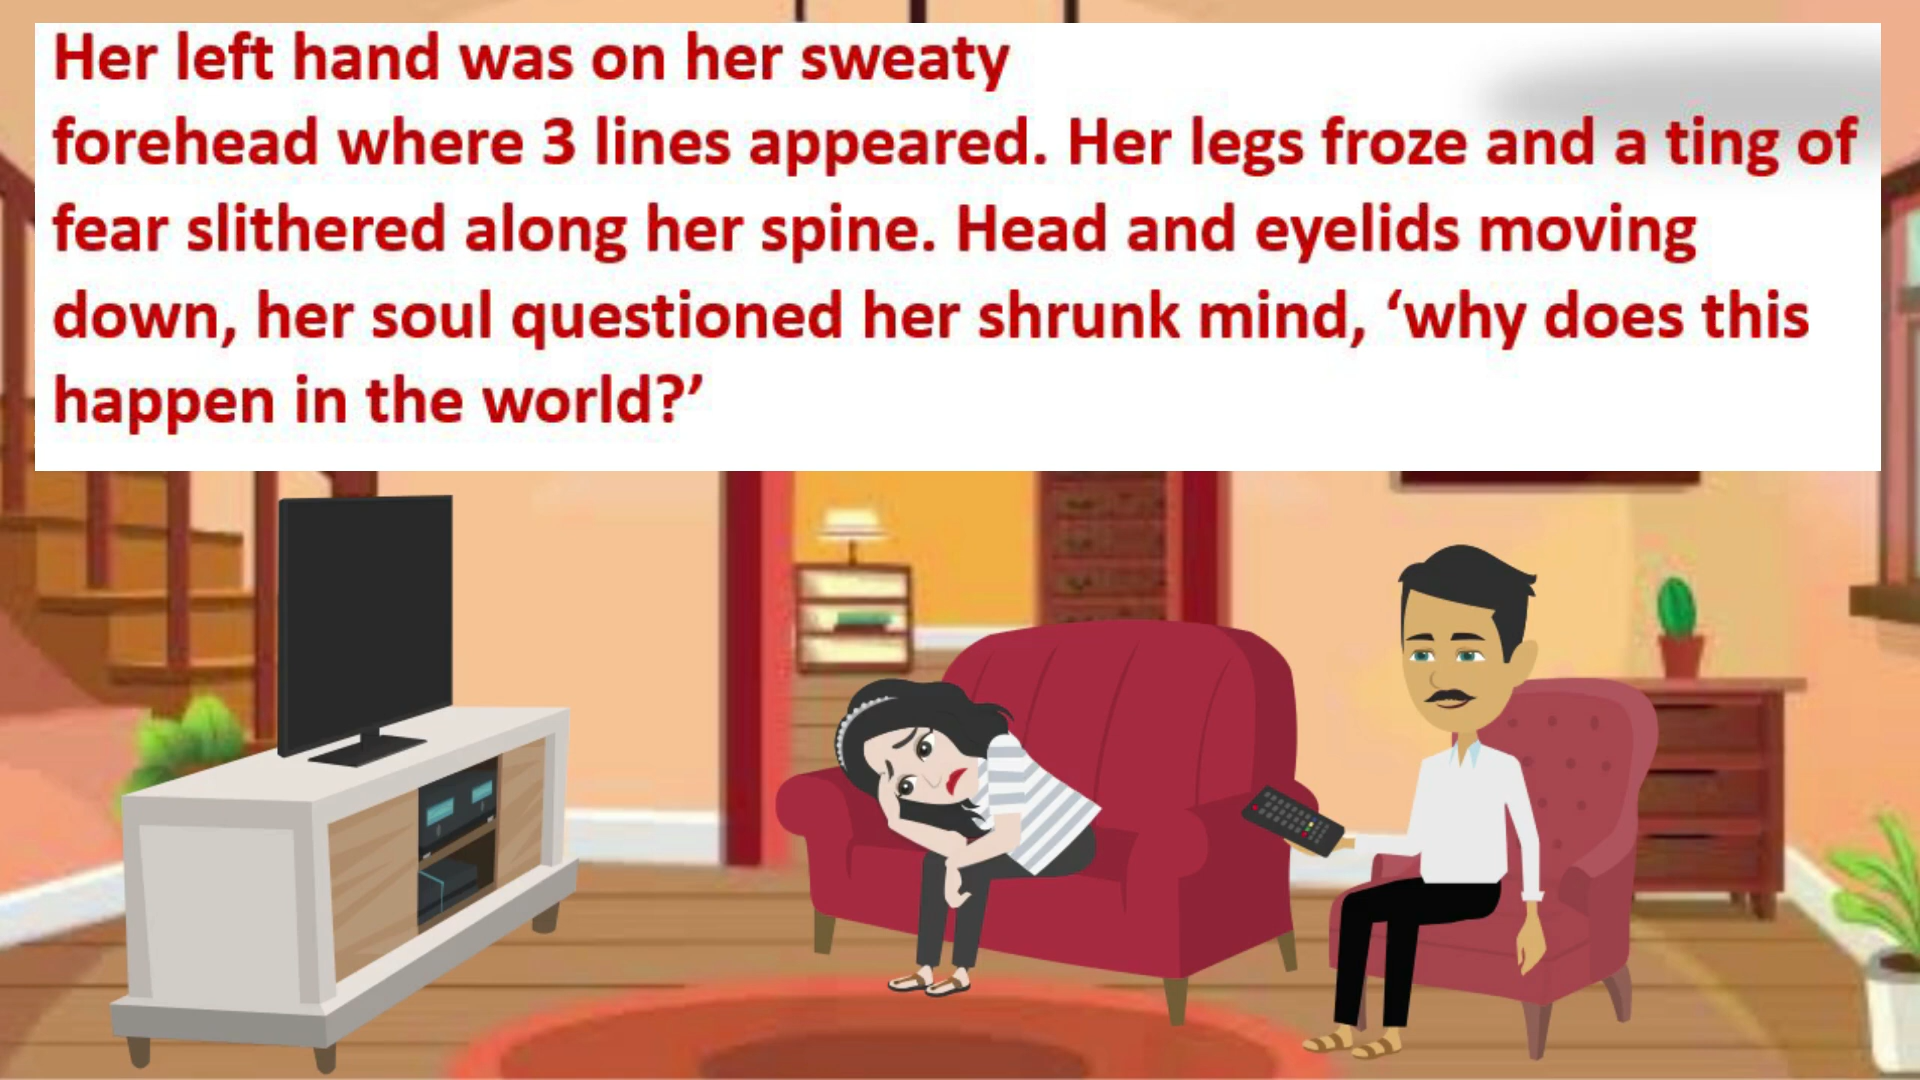 Her left hand was on her sweaty
forehead where 3 lines appeared. Her legs froze and a ting of
fear slithered along her spine. Head and eyelids moving
down, her soul questioned her shrunk mind, ‘why does this
happen in the world?’